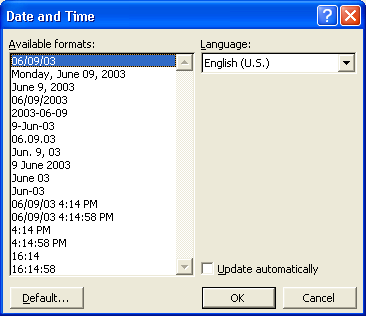 Date and Time
Available formats:
Language:
06/09/03
English (U.S.)
Monday, June 09, 2003
June 9, 2003
06/09/2003
2003-06-09
9-Jun-03
06.09.03
Jun. 9, 03
9 June 2003
June 03
Jun-03
06/09/03 4:14 PM
06/09/03 4:14:58 PM
4:14 PM
4:14:58 PM
16:14
16:14:58
Update automatically
Default...
OK
Cancel